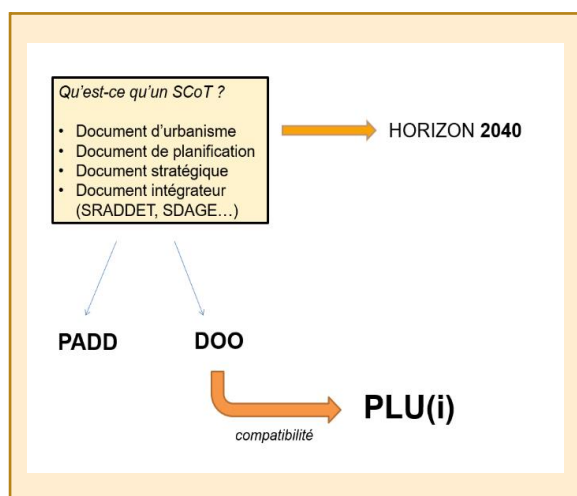 Qu'est-ce qu'un SCoT ?
• Document d'urbanisme
• Document de planification
• Document stratégique
• Document intégrateur
(SRADDET, SDAGE…)
HORIZON 2040
PADD
DOO
PLU(i)
compatibilité